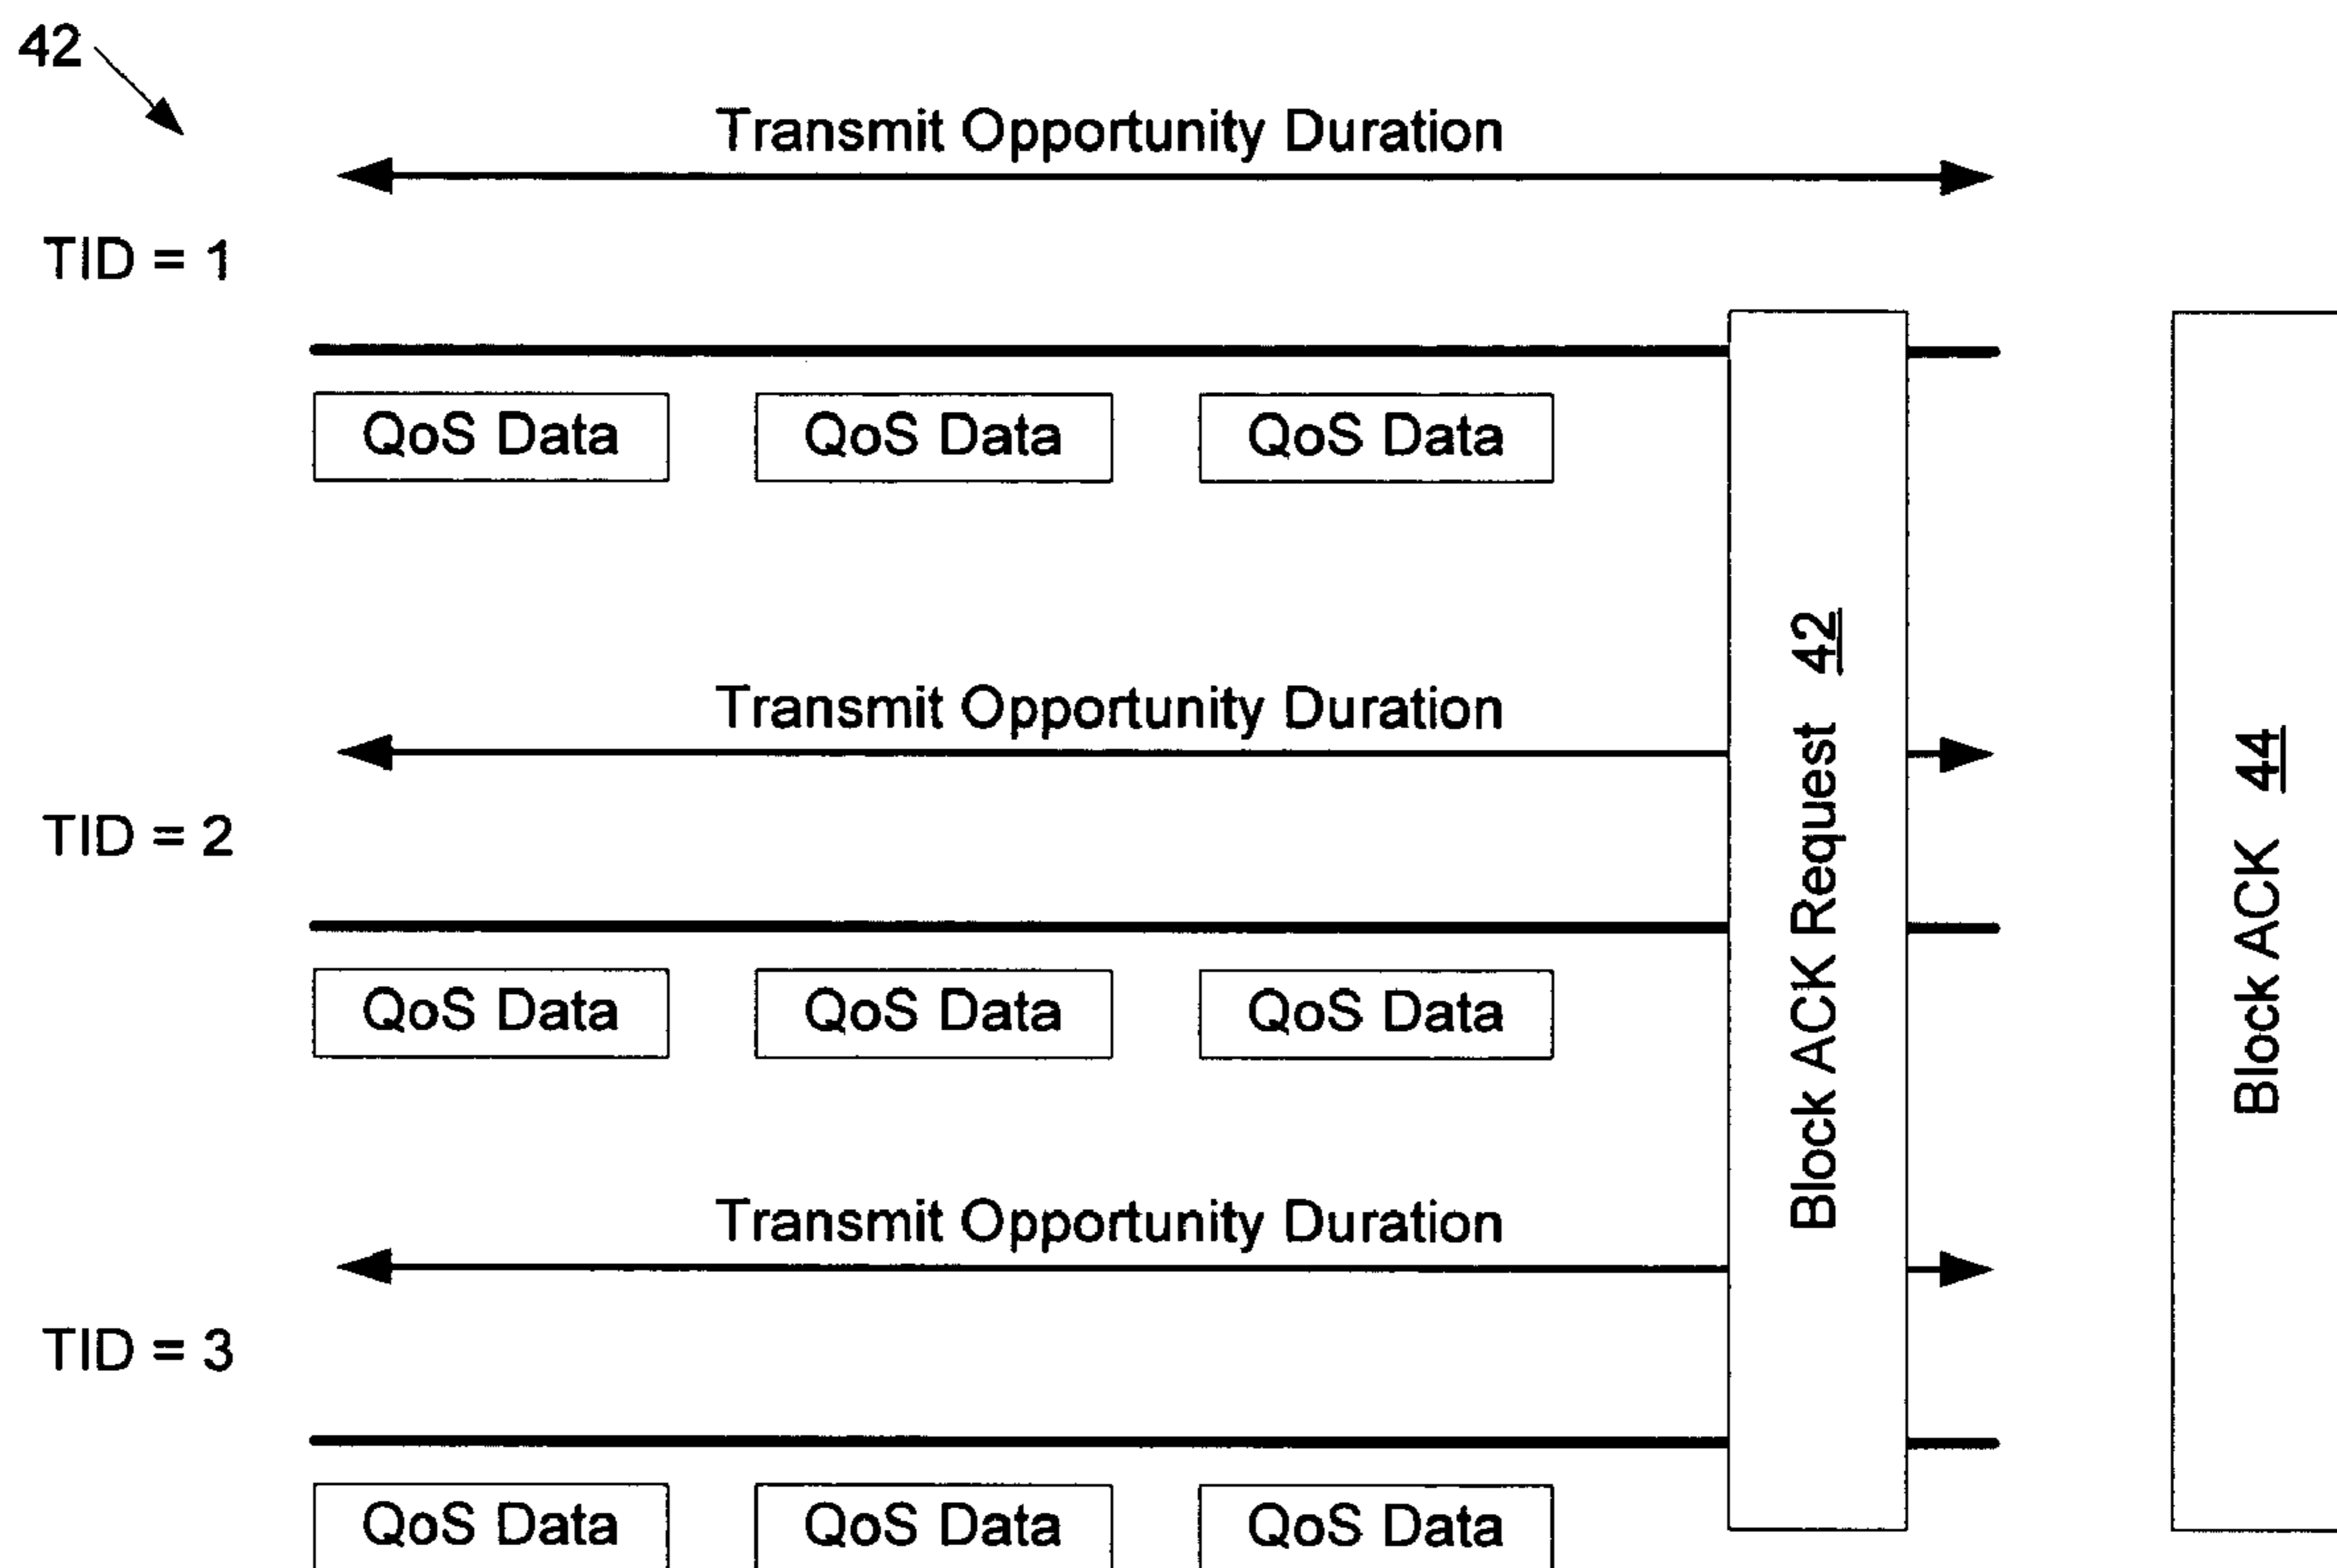 42
Transmit Opportunity Duration
TID = 1
QoS Data QoS Data QoS Data
Transmit Opportunity Duration
TID = 2
QoS Data QoS Data QoS Data
Transmit Opportunity Duration
TID = 3
QoS Data QoS Data QoS Data
Block ACK Request 42
Block ACK 44